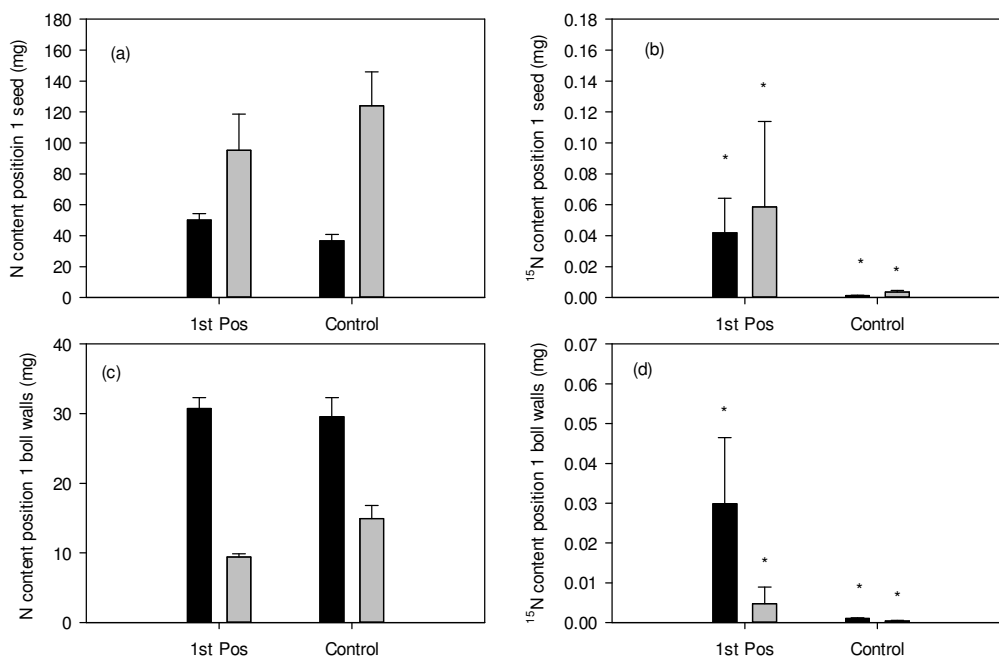 N content positioin 1 seed (mg)
180
160
140
120
100
80
60
40
20
0
(a)
1st Pos
Control
¹⁵N content position 1 seed (mg)
0.18
0.16
0.14
0.12
0.10
0.08
0.06
0.04
0.02
0.00
(b)
*
*
*
*
1st Pos
Control
N content position 1 boll walls (mg)
40
30
20
10
0
(c)
1st Pos
Control
¹⁵N content position 1 boll walls (mg)
0.07
0.06
0.05
0.04
0.03
0.02
0.01
0.00
(d)
*
*
*
*
1st Pos
Control